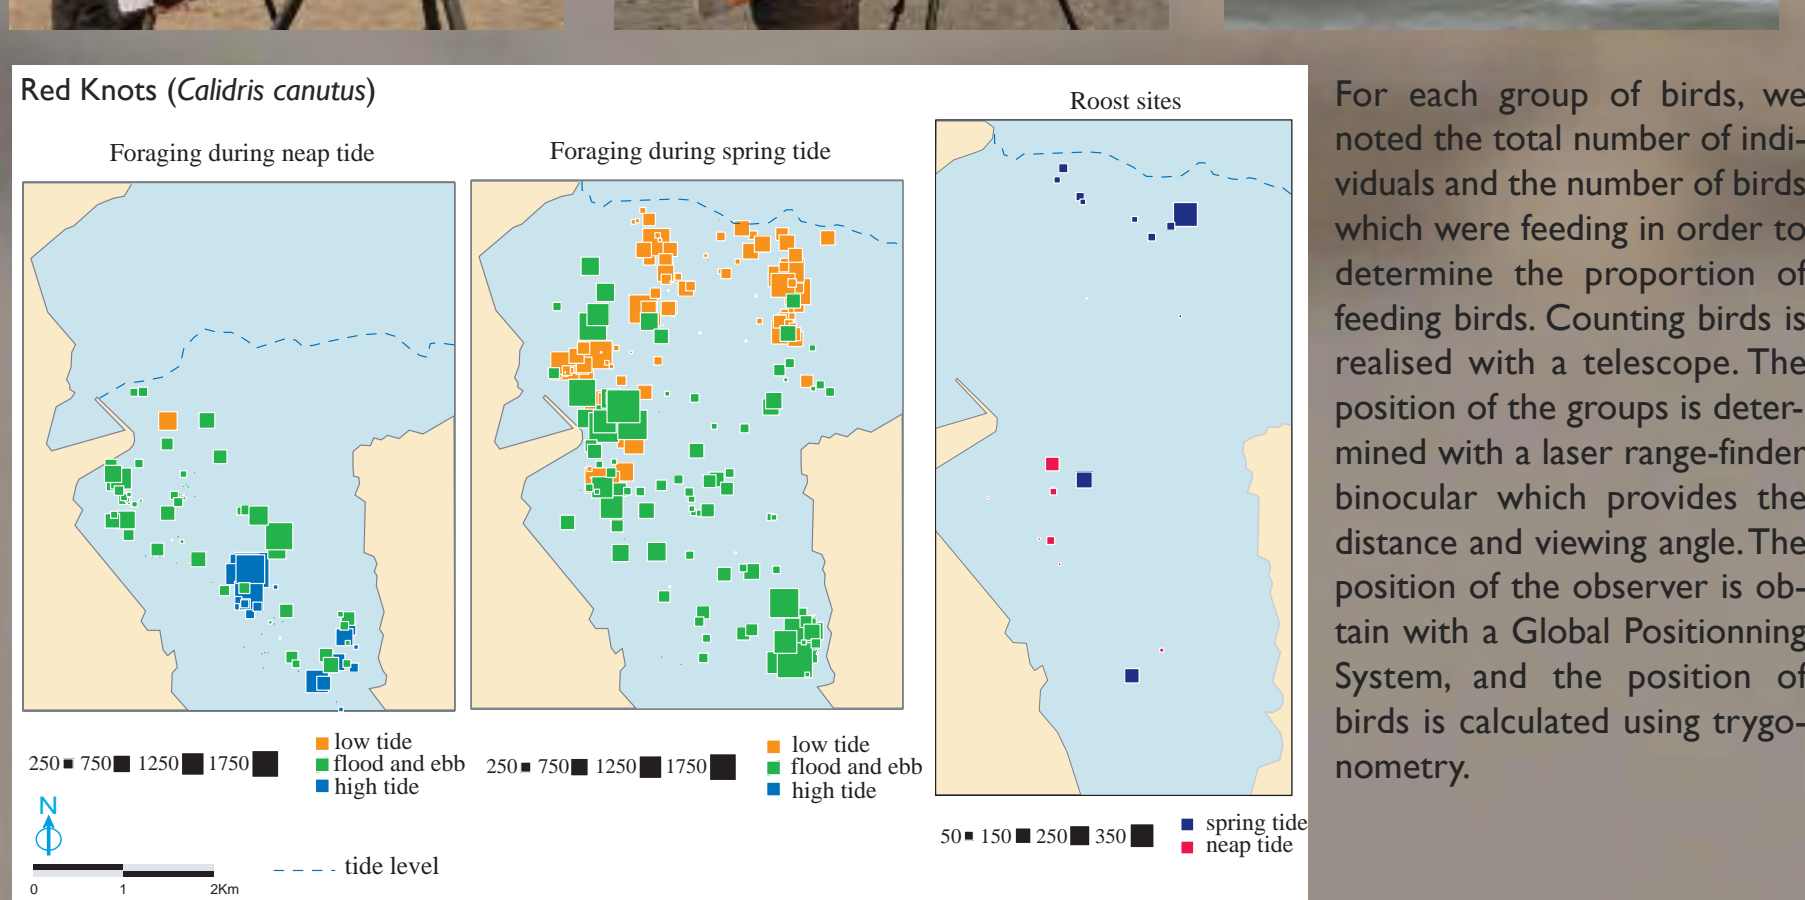 Red Knots (Calidris canutus)
Foraging during neap tide
Foraging during spring tide
Roost sites
250 750 1250 1750
low tide
flood and ebb
high tide
250 750 1250 1750
low tide
flood and ebb
high tide
50 150 250 350
spring tide
neap tide
N
0 1 2Km
tide level
For each group of birds, we
noted the total number of indi-
viduals and the number of birds
which were feeding in order to
determine the proportion of
feeding birds. Counting birds is
realised with a telescope. The
position of the groups is deter-
mined with a laser range-finder
binocular which provides the
distance and viewing angle. The
position of the observer is ob-
tain with a Global Positionning
System, and the position of
birds is calculated using trygo-
nometry.